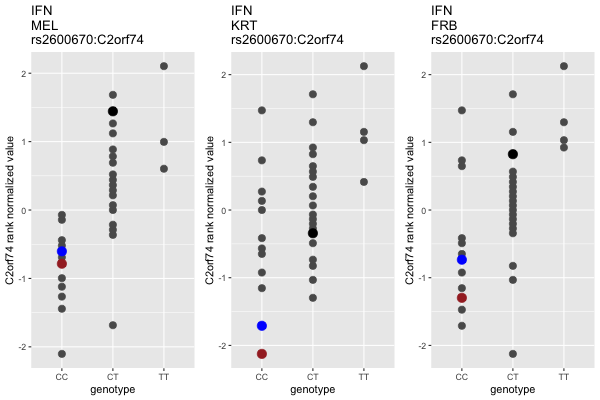 IFN
MEL
rs2600670:C2orf74
C2orf74 rank normalized value
2
1
0
-1
-2
CC CT TT
genotype
IFN
KRT
rs2600670:C2orf74
C2orf74 rank normalized value
2
1
0
-1
-2
CC CT TT
genotype
IFN
FRB
rs2600670:C2orf74
C2orf74 rank normalized value
2
1
0
-1
-2
CC CT TT
genotype